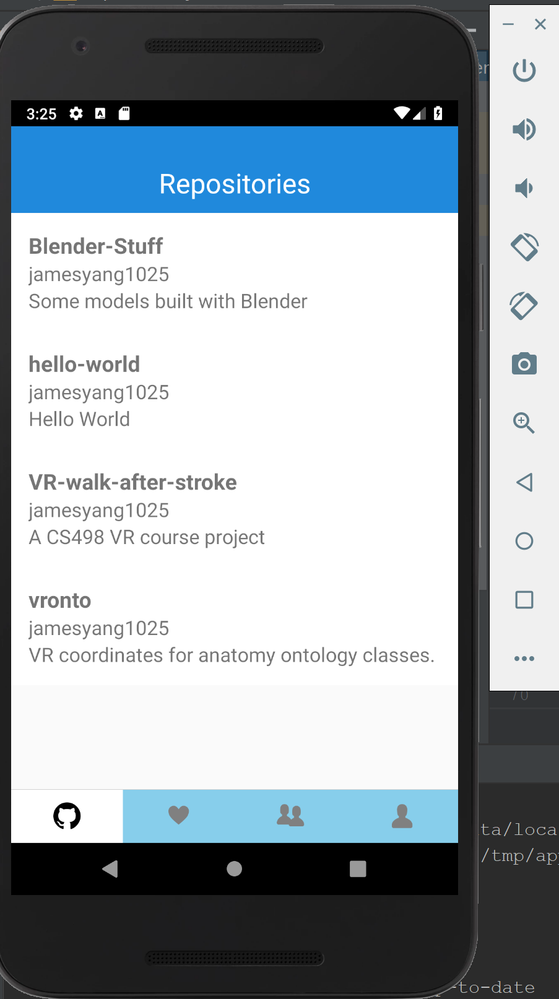 3:25
Repositories
Blender-Stuff
jamesyang1025
Some models built with Blender
hello-world
jamesyang1025
Hello World
VR-walk-after-stroke
jamesyang1025
A CS498 VR course project
vronto
jamesyang1025
VR coordinates for anatomy ontology classes.
ta/loca
/tmp/ap
-to-date